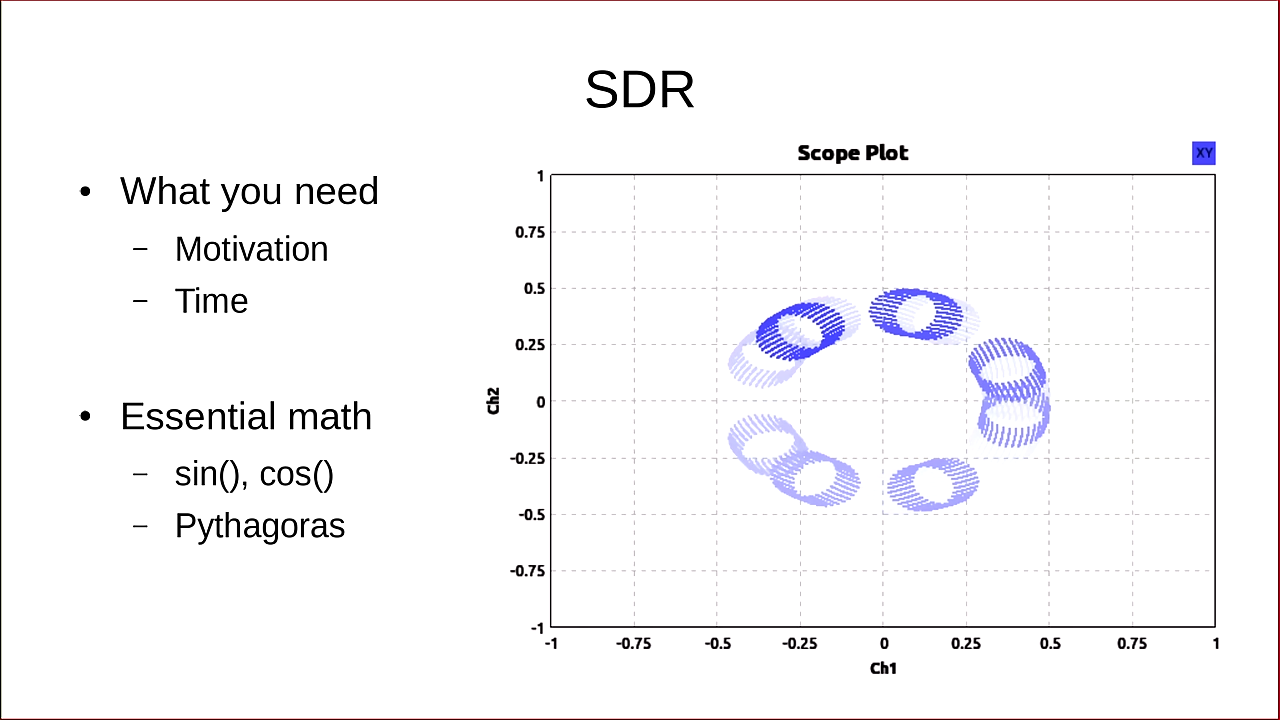 SDR
• What you need
– Motivation
– Time
• Essential math
– sin(), cos()
– Pythagoras
Scope Plot
XY
1
0.75
0.5
0.25
0
-0.25
-0.5
-0.75
-1
Ch2
-1 -0.75 -0.5 -0.25 0 0.25 0.5 0.75 1
Ch1